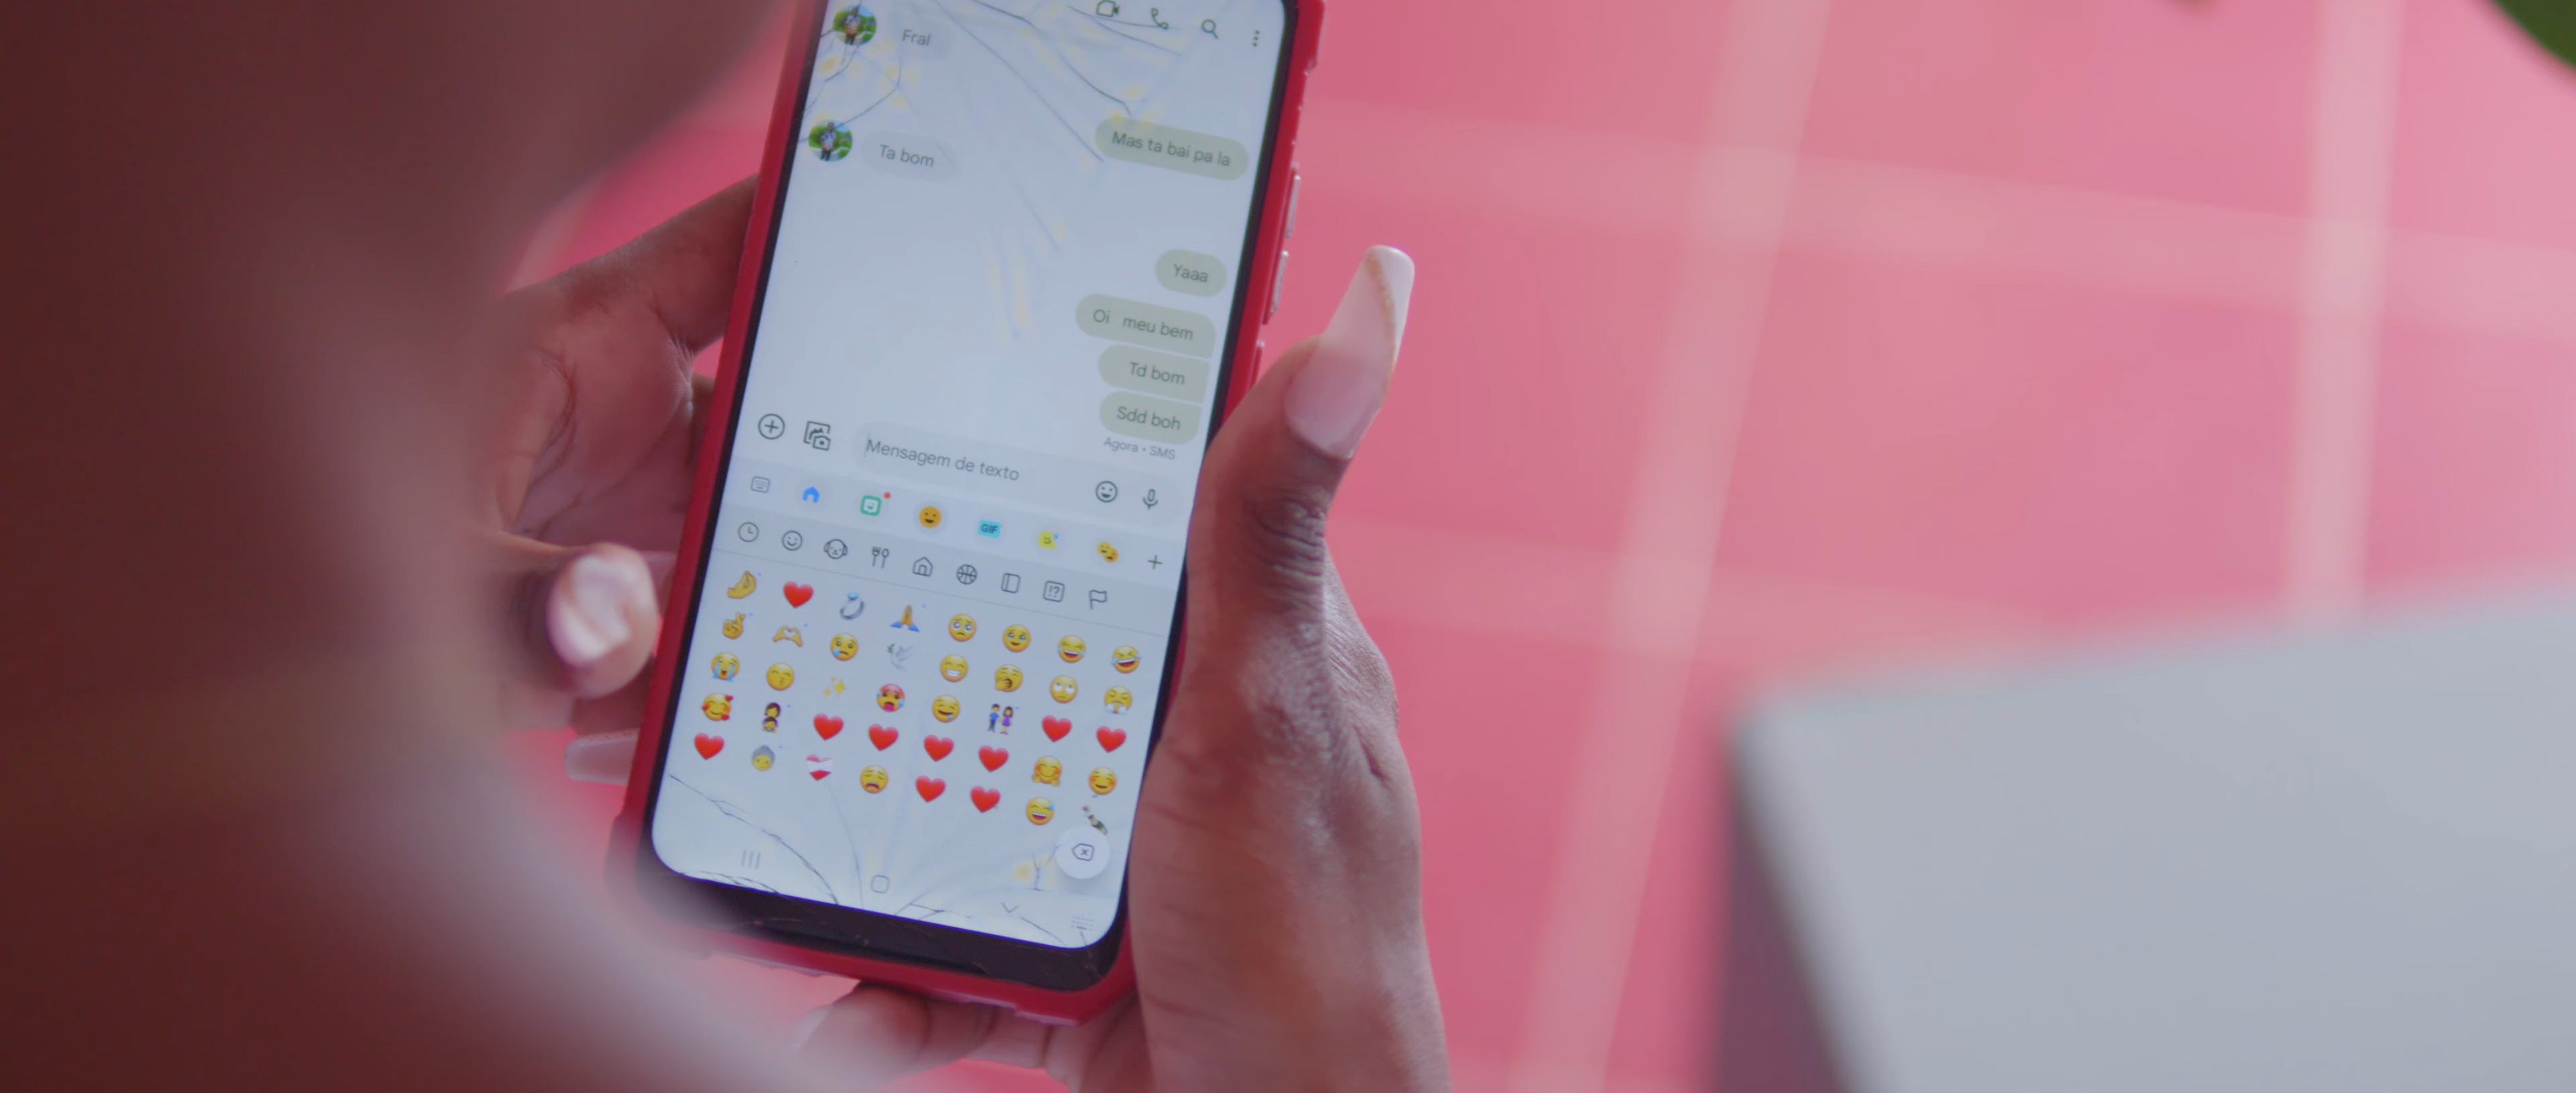 Fral
Mas ta bai pa la
Ta bom
Yaaa
Oi meu bem
Td bom
Sdd boh
Agora • SMS
Mensagem de texto
GIF
!?